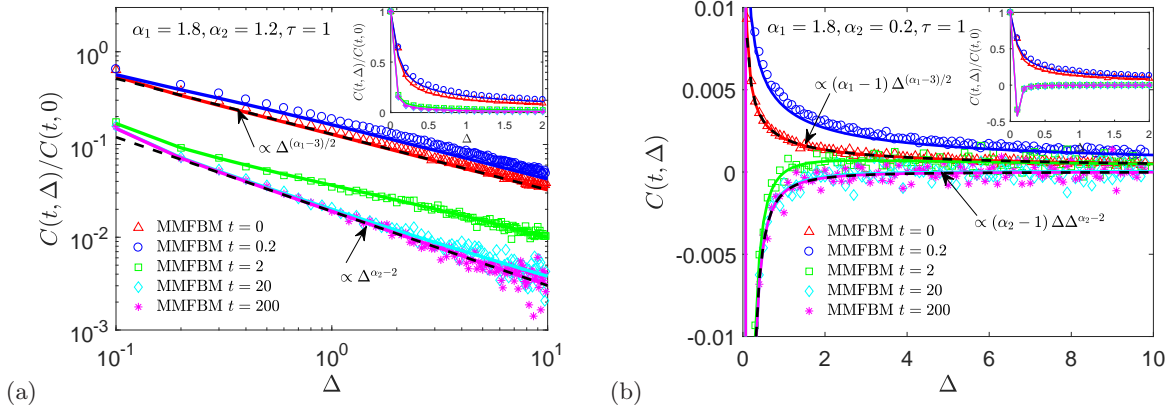 α₁ = 1.8, α₂ = 1.2, τ = 1
C(t, Δ)/C(t, 0)
10⁰
10⁻¹
10⁻²
10⁻³
10⁻¹
10⁰
10¹
Δ
∝ Δ^{(α₁−3)/2}
∝ Δ^{α₂−2}
MMFBM t = 0
MMFBM t = 0.2
MMFBM t = 2
MMFBM t = 20
MMFBM t = 200
C(t, Δ)/C(t, 0)
1
0.5
0
0.5
1
1.5
2
Δ
(a)
α₁ = 1.8, α₂ = 0.2, τ = 1
C(t, Δ)
0.01
0.005
0
-0.005
-0.01
0
2
4
6
8
10
Δ
∝ (α₁ − 1) Δ^{(α₁−3)/2}
∝ (α₂ − 1) ΔΔ^{α₂−2}
MMFBM t = 0
MMFBM t = 0.2
MMFBM t = 2
MMFBM t = 20
MMFBM t = 200
C(t, Δ)/C(t, 0)
1
0.5
0
-0.5
0
0.5
1
1.5
2
Δ
(b)